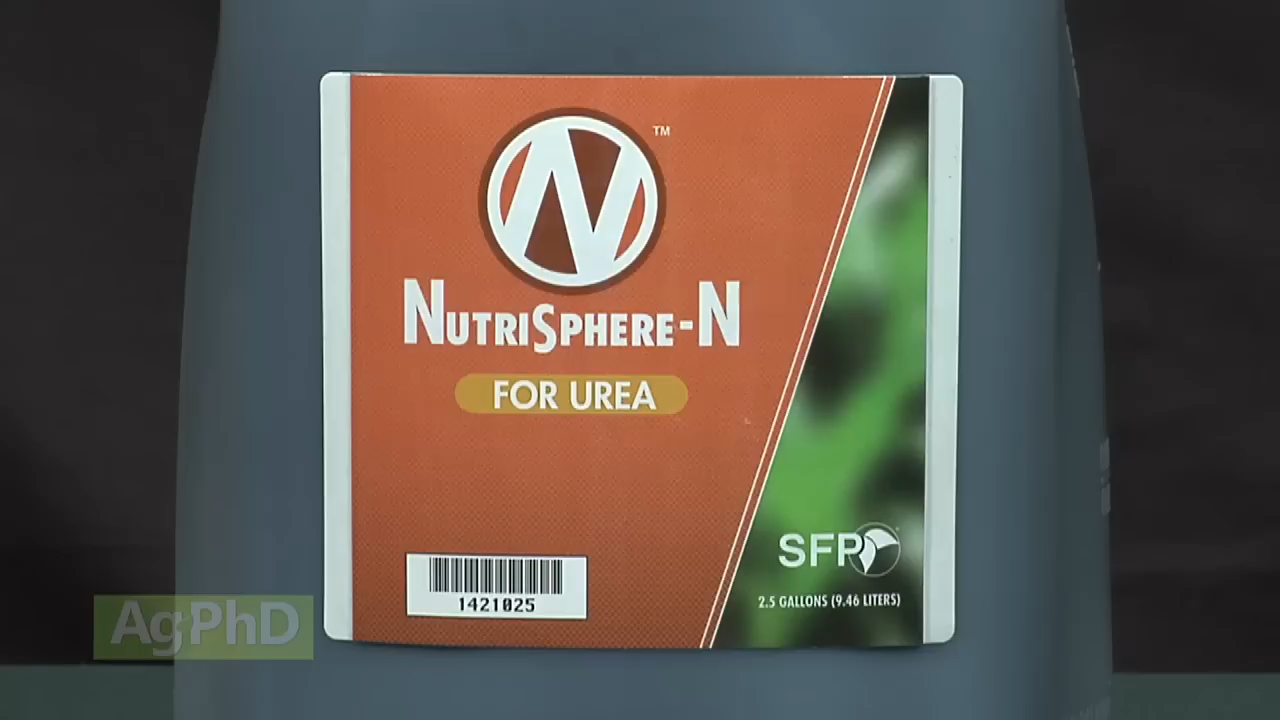 N
™
NUTRISPHERE-N
FOR UREA
SFP
2.5 GALLONS (9.46 LITERS)
1421025
AgPhD